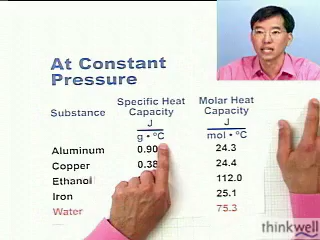 At Constant
Pressure
Substance Specific Heat Capacity Molar Heat Capacity
J J
g • °C mol • °C
Aluminum 0.90 24.3
Copper 0.38 24.4
Ethanol 112.0
Iron 25.1
Water 75.3
thinkwell